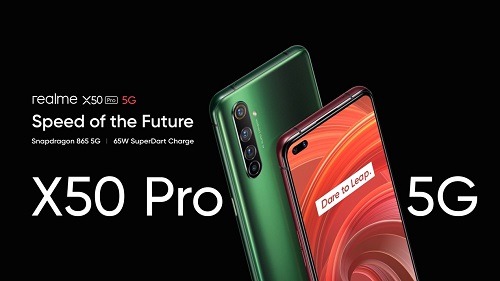 realme X50 Pro 5G
Speed of the Future
Snapdragon 865 5G | 65W SuperDart Charge
X50 Pro 5G
Dare to Leap.